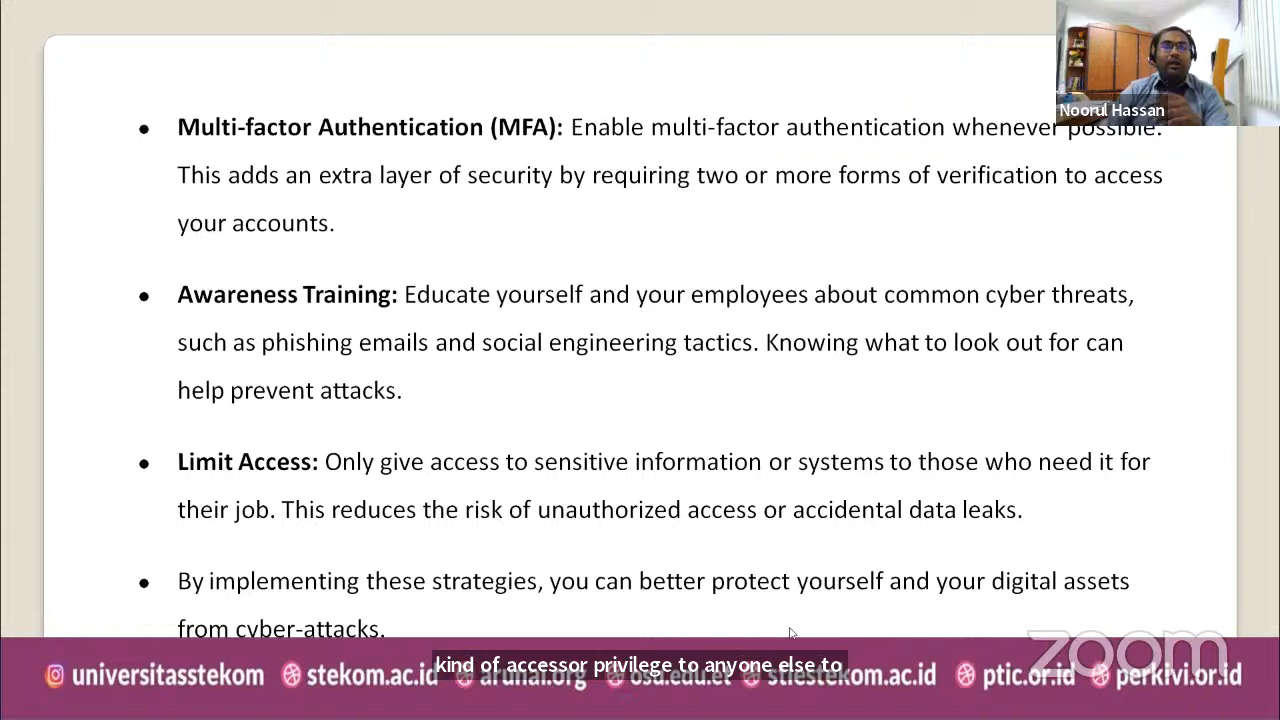 Noorul Hassan
• Multi-factor Authentication (MFA): Enable multi-factor authentication whenever possible.
This adds an extra layer of security by requiring two or more forms of verification to access
your accounts.
• Awareness Training: Educate yourself and your employees about common cyber threats,
such as phishing emails and social engineering tactics. Knowing what to look out for can
help prevent attacks.
• Limit Access: Only give access to sensitive information or systems to those who need it for
their job. This reduces the risk of unauthorized access or accidental data leaks.
• By implementing these strategies, you can better protect yourself and your digital assets
from cyber-attacks.
zoom
kind of accessor privilege to anyone else to
universitasstekom stekom.ac.id arunai.org osu.edu.et stiestekom.ac.id ptic.or.id perkivi.or.id